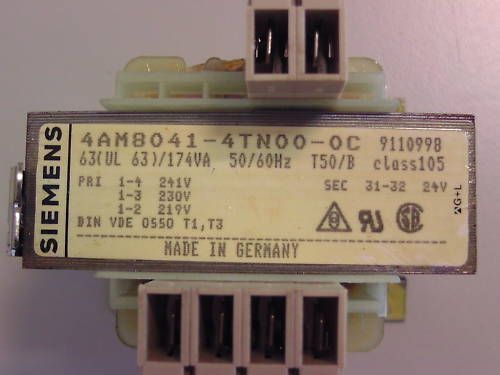 SIEMENS
4AM8041-4TN00-0C 9110998
63(UL 63)/174VA 50/60Hz T50/B class105
PRI 1-4 241V SEC 31-32 24V
1-3 230V
1-2 219V
DIN VDE 0550 T1,T3
MADE IN GERMANY
G+L